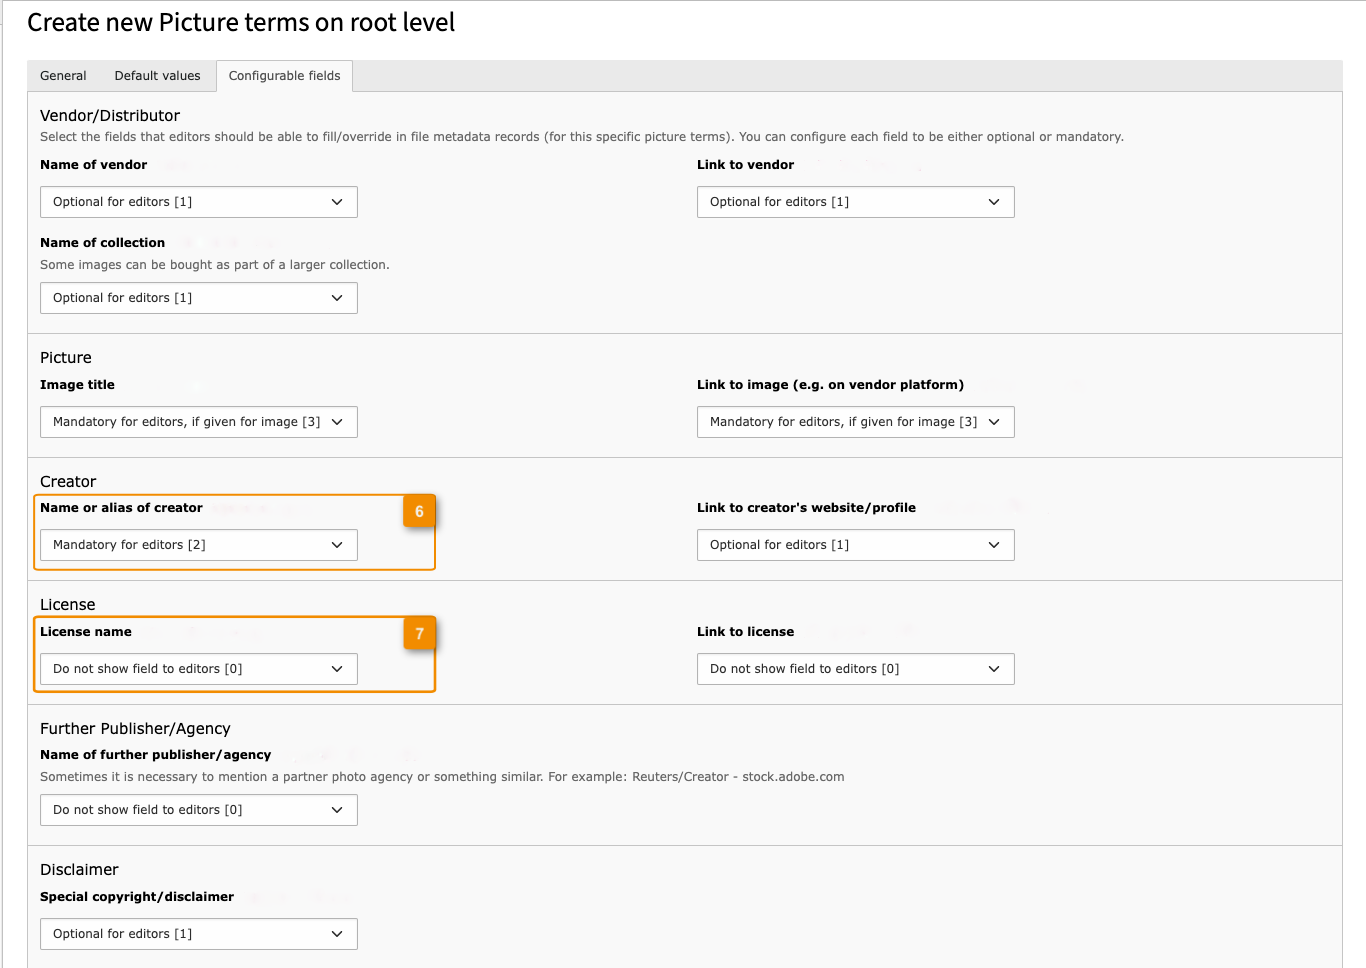 Create new Picture terms on root level
General Default values Configurable fields
Vendor/Distributor
Select the fields that editors should be able to fill/override in file metadata records (for this specific picture terms). You can configure each field to be either optional or mandatory.
Name of vendor Link to vendor
Optional for editors [1] Optional for editors [1]
Name of collection
Some images can be bought as part of a larger collection.
Optional for editors [1]
Picture
Image title Link to image (e.g. on vendor platform)
Mandatory for editors, if given for image [3] Mandatory for editors, if given for image [3]
Creator
Name or alias of creator 6 Link to creator's website/profile
Mandatory for editors [2] Optional for editors [1]
License
License name 7 Link to license
Do not show field to editors [0] Do not show field to editors [0]
Further Publisher/Agency
Name of further publisher/agency
Sometimes it is necessary to mention a partner photo agency or something similar. For example: Reuters/Creator - stock.adobe.com
Do not show field to editors [0]
Disclaimer
Special copyright/disclaimer
Optional for editors [1]